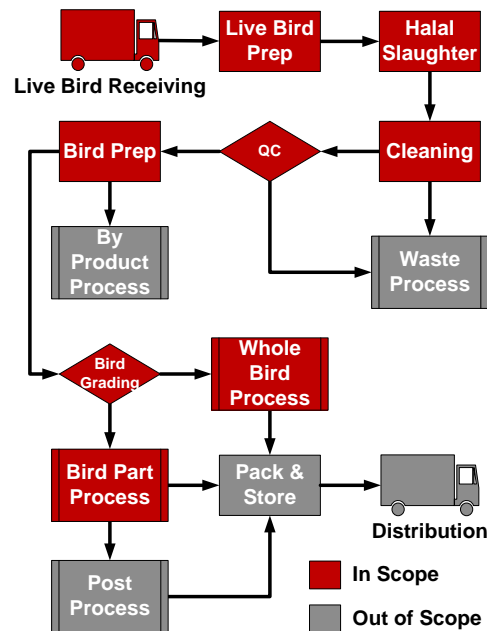 Live Bird
Prep
Halal
Slaughter
Live Bird Receiving
Bird Prep
QC
Cleaning
By
Product
Process
Waste
Process
Bird
Grading
Whole
Bird
Process
Bird Part
Process
Pack &
Store
Distribution
Post
Process
In Scope
Out of Scope